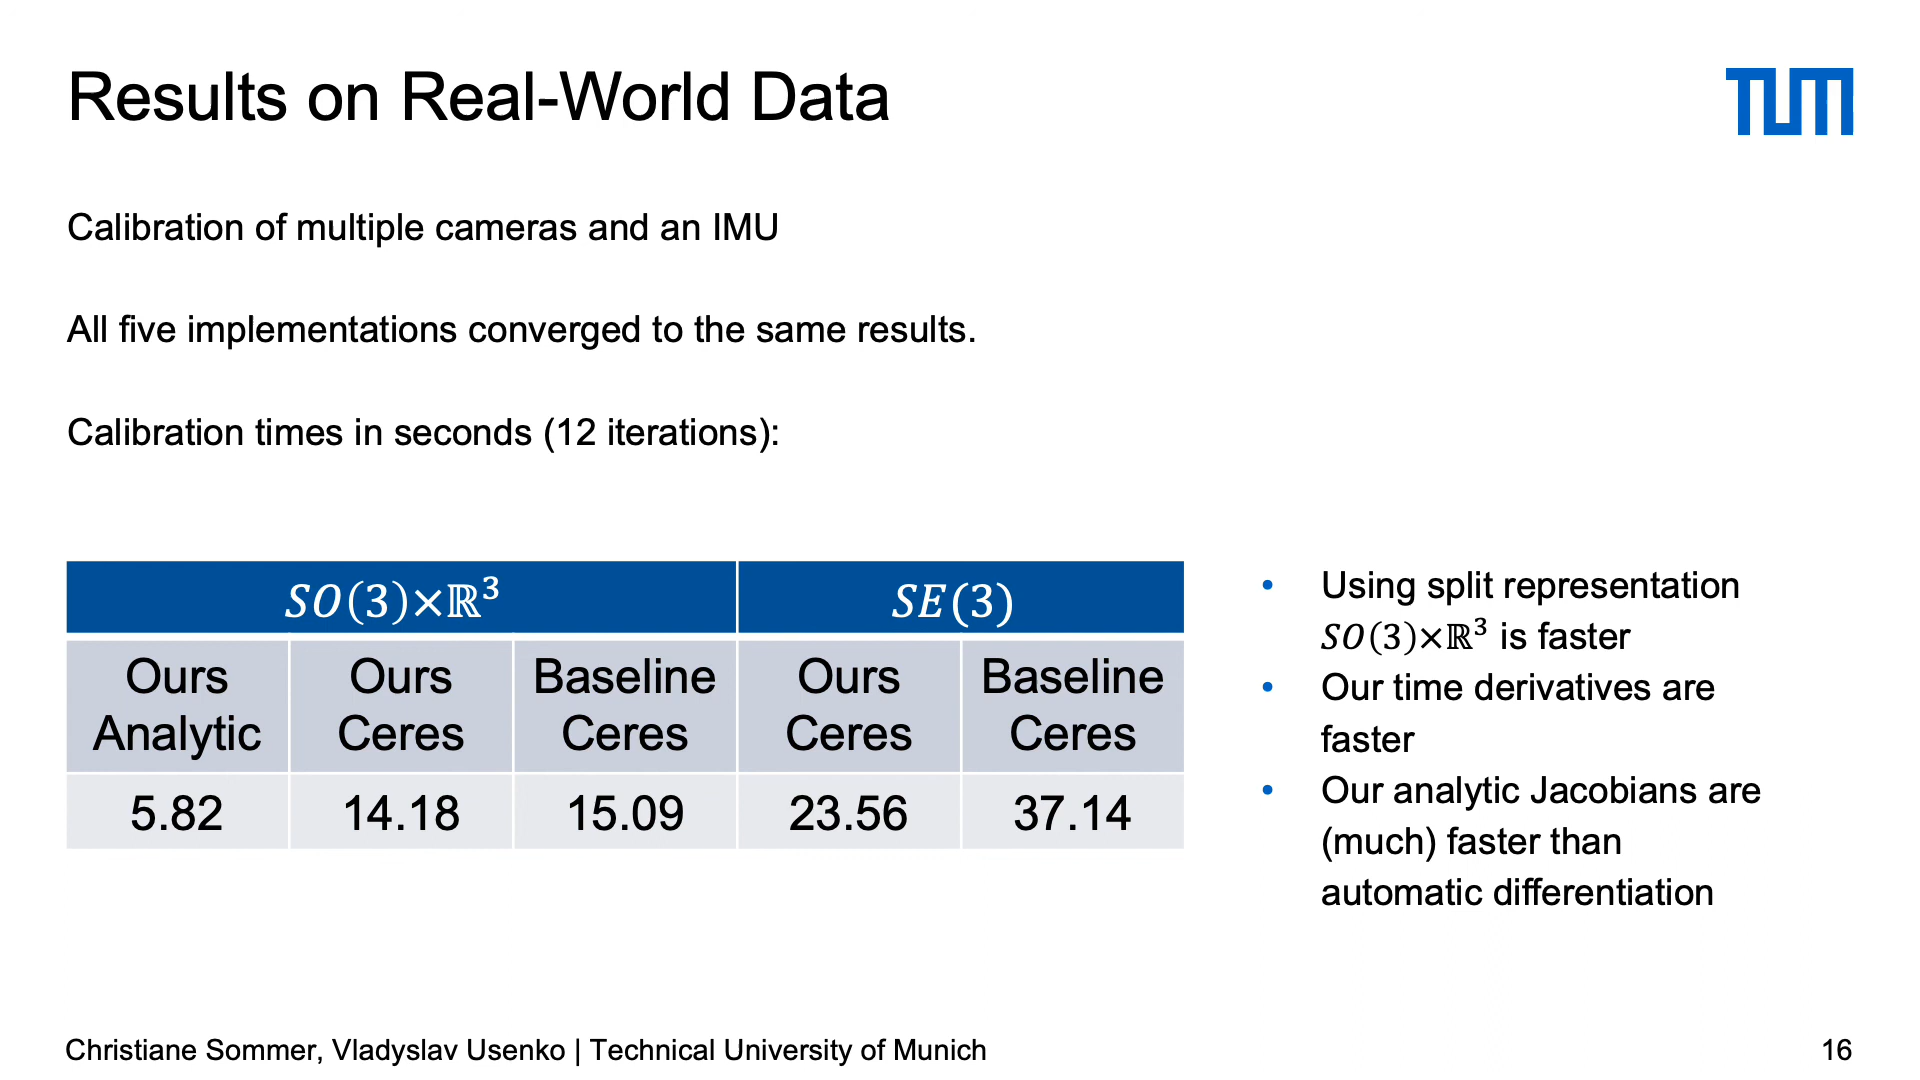 Results on Real-World Data
TUM
Calibration of multiple cameras and an IMU
All five implementations converged to the same results.
Calibration times in seconds (12 iterations):
𝑆𝑂(3)×ℝ³ 𝑆𝐸(3)
Ours Ours Baseline Ours Baseline
Analytic Ceres Ceres Ceres Ceres
5.82 14.18 15.09 23.56 37.14
• Using split representation
𝑆𝑂(3)×ℝ³ is faster
• Our time derivatives are
faster
• Our analytic Jacobians are
(much) faster than
automatic differentiation
Christiane Sommer, Vladyslav Usenko | Technical University of Munich
16